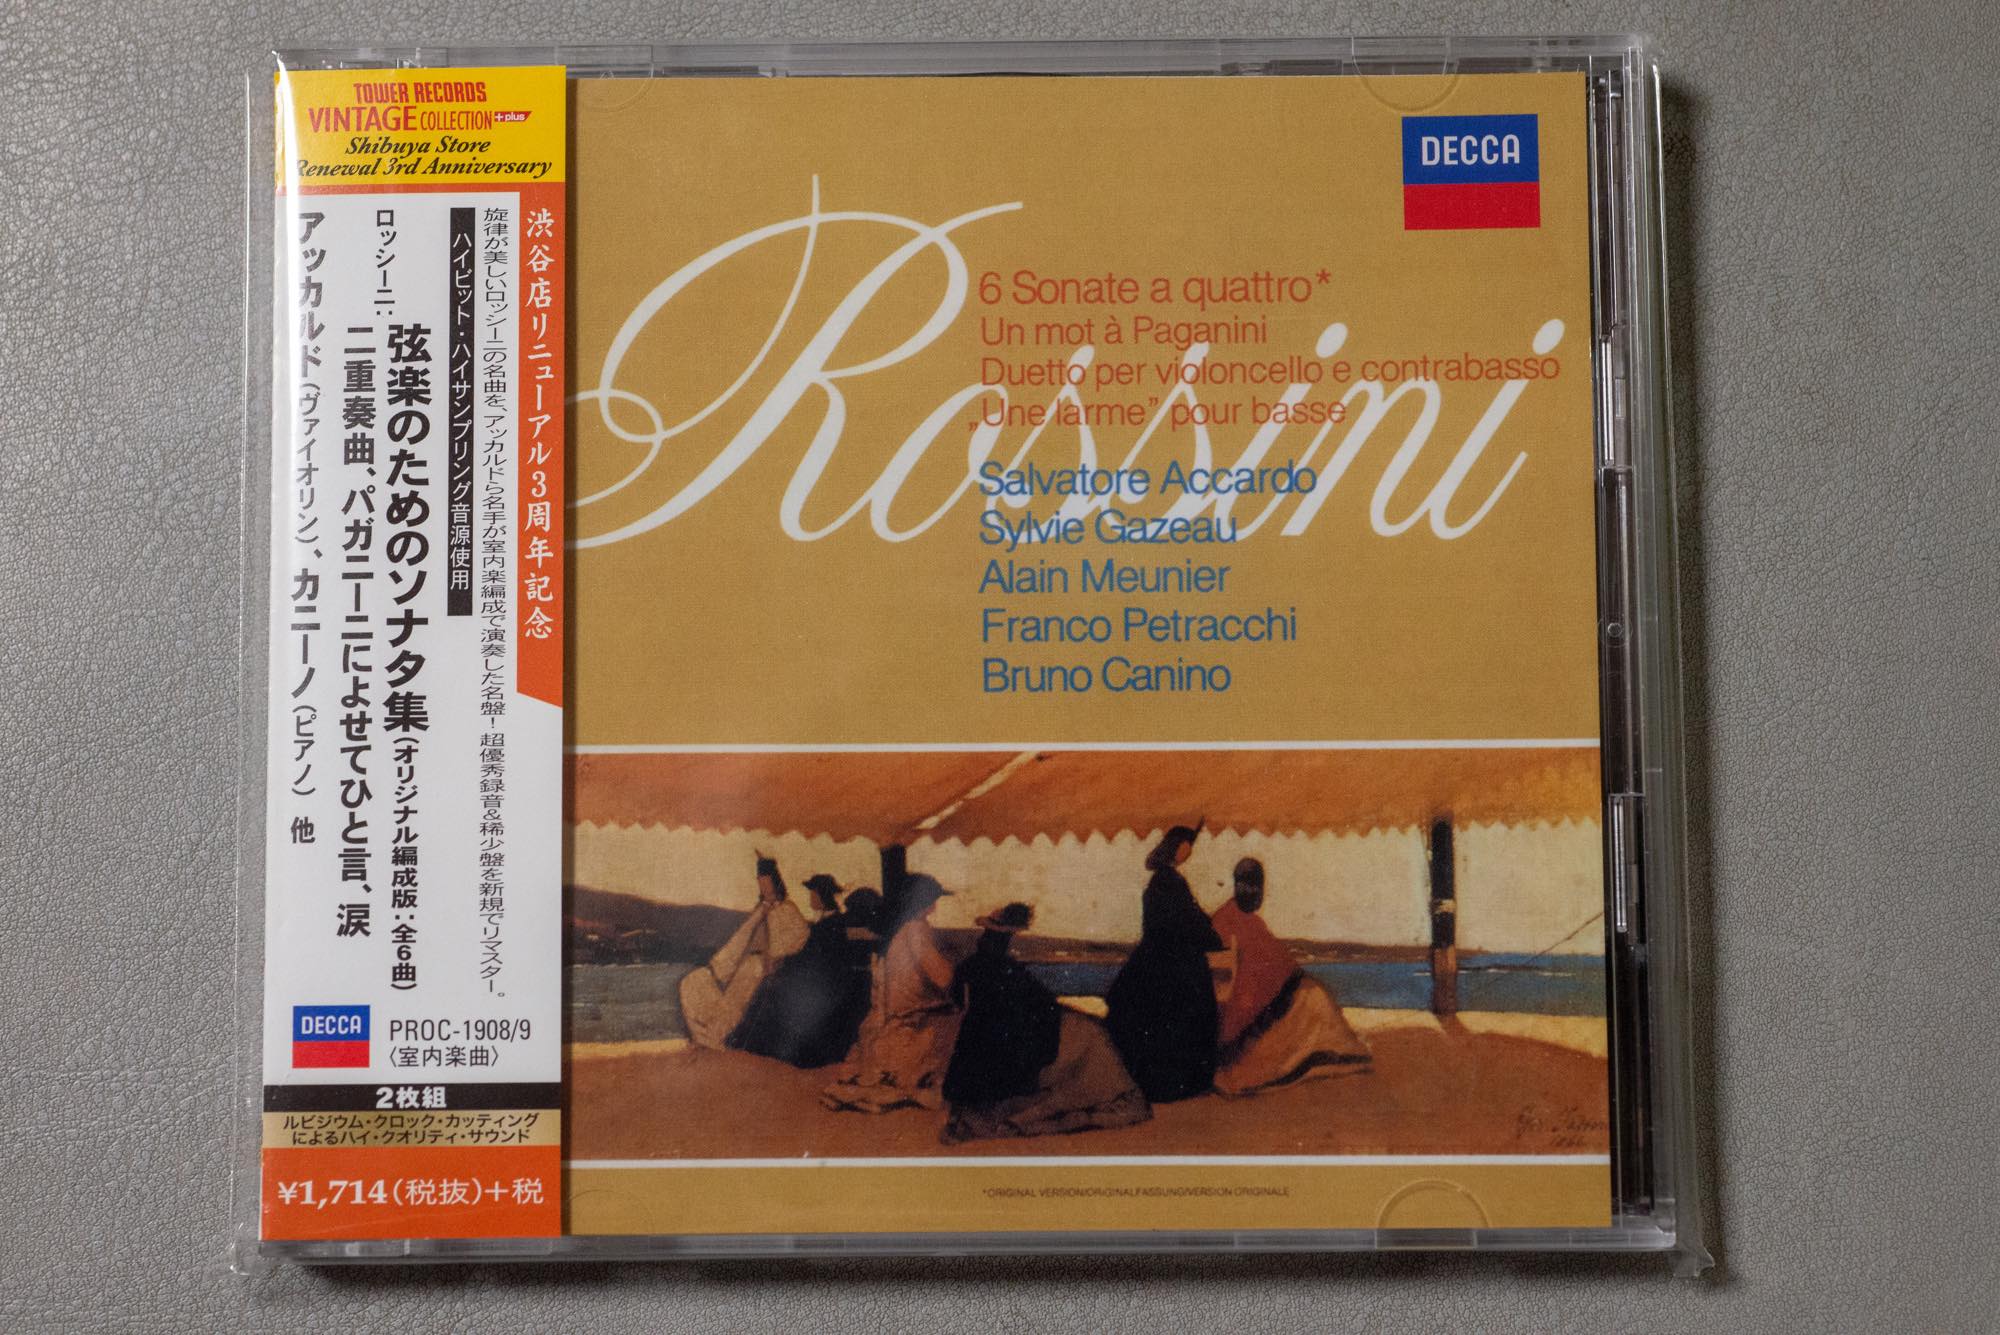 TOWER RECORDS
VINTAGE COLLECTION +plus
Shibuya Store
Renewal 3rd Anniversary
渋谷店リニューアル3周年記念
旋律が美しいロッシーニの名曲を、アッカルドら名手が室内楽編成で演奏した名盤！超優秀録音&稀少盤を新規でリマスター。
ハイビット・ハイサンプリング音源使用
ロッシーニ:
弦楽のためのソナタ集(オリジナル編成版:全6曲)
二重奏曲、パガニーニによせてひと言、涙
アッカルド(ヴァイオリン)、カニーノ(ピアノ) 他
DECCA
PROC-1908/9
〈室内楽曲〉
2枚組
ルビジウム・クロック・カッティング
によるハイ・クオリティ・サウンド
¥1,714(税抜)+税
DECCA
Rossini
6 Sonate a quattro*
Un mot à Paganini
Duetto per violoncello e contrabasso
„Une larme” pour basse
Salvatore Accardo
Sylvie Gazeau
Alain Meunier
Franco Petracchi
Bruno Canino
*ORIGINAL VERSION/ORIGINALFASSUNG/VERSION ORIGINALE